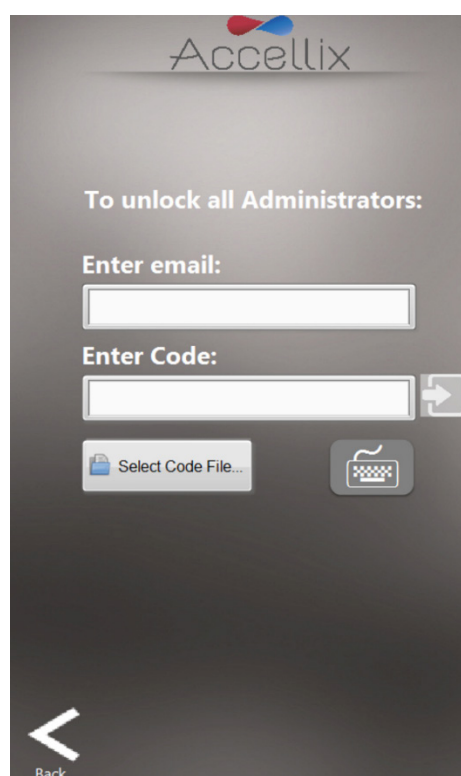 Accellix
To unlock all Administrators:
Enter email:
Enter Code:
Select Code File...
Back